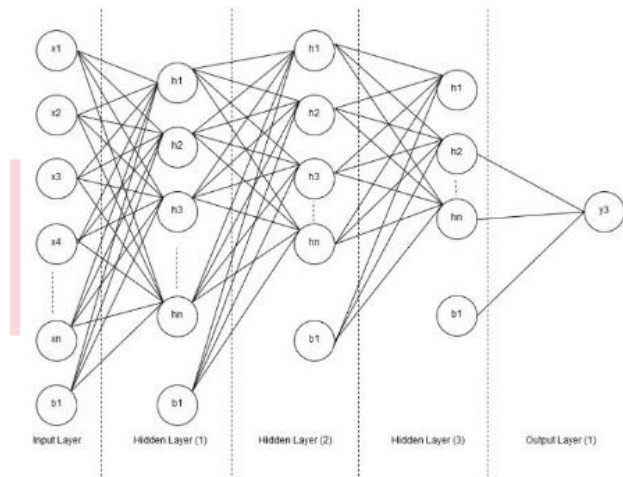 x1
x2
x3
x4
xn
b1
h1
h2
h3
hn
b1
h1
h2
h3
hn
b1
h1
h2
hn
b1
y3
Input Layer
Hidden Layer (1)
Hidden Layer (2)
Hidden Layer (3)
Output Layer (1)